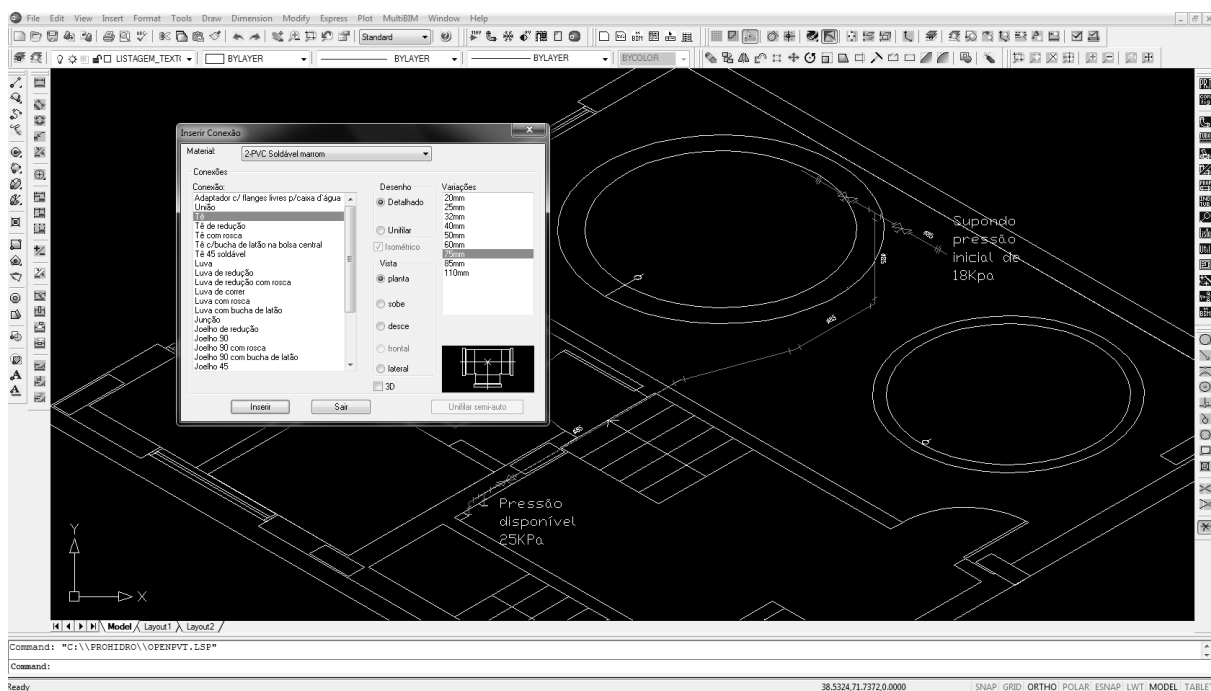 File Edit View Insert Format Tools Draw Dimension Modify Express Plot MultiBIM Window Help
Standard
LISTAGEM_TEXT
BYLAYER
BYLAYER
BYLAYER
BYCOLOR
Inserir Conexão
Material:
2-PVC Soldável marrom
Conexões
Conexão:
Adaptador c/ flanges livres p/caixa d'água
União
Tê
Tê de redução
Tê com rosca
Tê c/bucha de latão na bolsa central
Tê 45 soldável
Luva
Luva de redução
Luva de redução com rosca
Luva de correr
Luva com rosca
Luva com bucha de latão
Junção
Joelho de redução
Joelho 90
Joelho 90 com rosca
Joelho 90 com bucha de latão
Joelho 45
Desenho
Detalhado
Unifilar
Isométrico
Vista
planta
sobe
desce
frontal
lateral
3D
Variações
20mm
25mm
32mm
40mm
50mm
60mm
75mm
85mm
110mm
Inserir
Sair
Unifilar semi-auto
Supondo
pressão
inicial de
18Kpa
Pressão
disponível
25KPa
Y
X
Model
Layout1
Layout2
Command: "C:\\PROHIDRO\\OPENPVT.LSP"
Command:
Ready
38.5324,71.7372,0.0000
SNAP GRID ORTHO POLAR ESNAP LWT MODEL TABLE